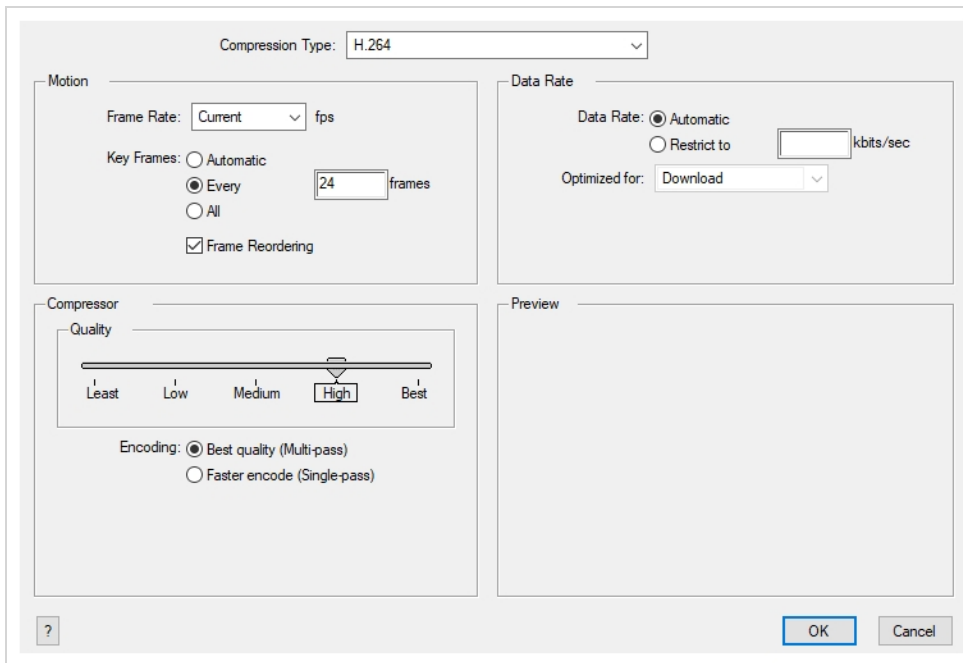 Compression Type: H.264
Motion
Frame Rate: Current fps
Key Frames: Automatic
Every 24 frames
All
Frame Reordering
Data Rate
Data Rate: Automatic
Restrict to kbits/sec
Optimized for: Download
Compressor
Quality
Least Low Medium High Best
Encoding: Best quality (Multi-pass)
Faster encode (Single-pass)
Preview
?
OK Cancel